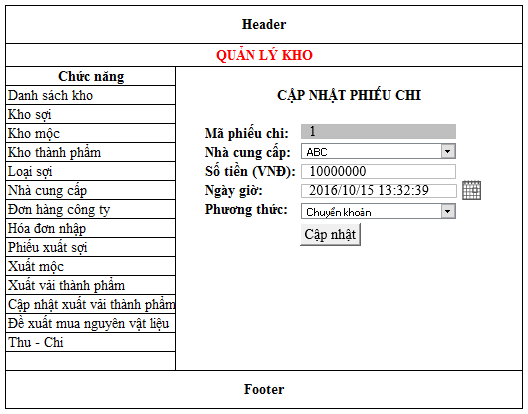 Header
QUẢN LÝ KHO
Chức năng
Danh sách kho
Kho sợi
Kho mộc
Kho thành phẩm
Loại sợi
Nhà cung cấp
Đơn hàng công ty
Hóa đơn nhập
Phiếu xuất sợi
Xuất mộc
Xuất vải thành phẩm
Cập nhật xuất vải thành phẩm
Đề xuất mua nguyên vật liệu
Thu - Chi
CẬP NHẬT PHIẾU CHI
Mã phiếu chi: 1
Nhà cung cấp: ABC
Số tiền (VNĐ): 10000000
Ngày giờ: 2016/10/15 13:32:39
Phương thức: Chuyển khoản
Cập nhật
Footer